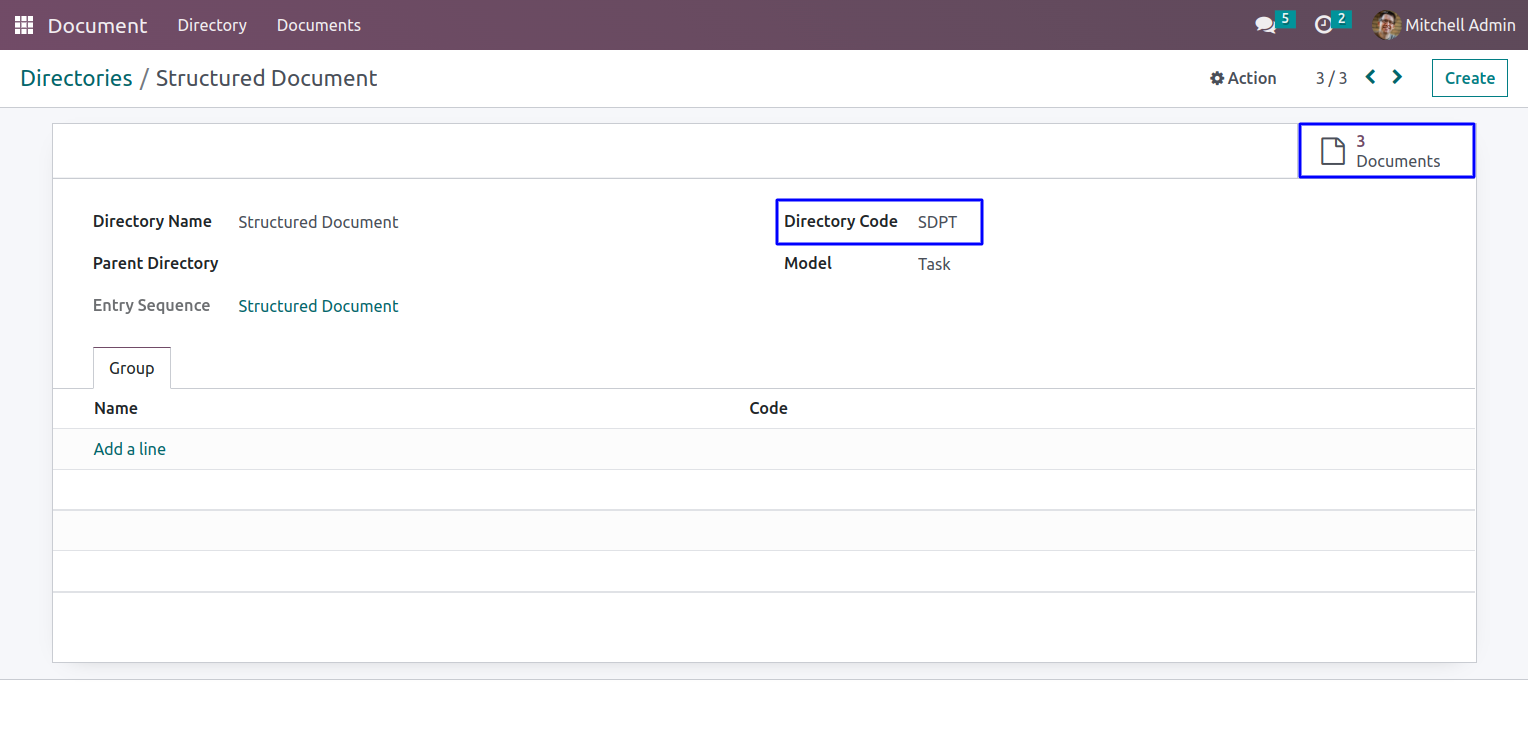 Document Directory Documents 5 2 Mitchell Admin
Directories / Structured Document Action 3 / 3 Create
3
Documents
Directory Name Structured Document Directory Code SDPT
Parent Directory Model Task
Entry Sequence Structured Document
Group
Name Code
Add a line